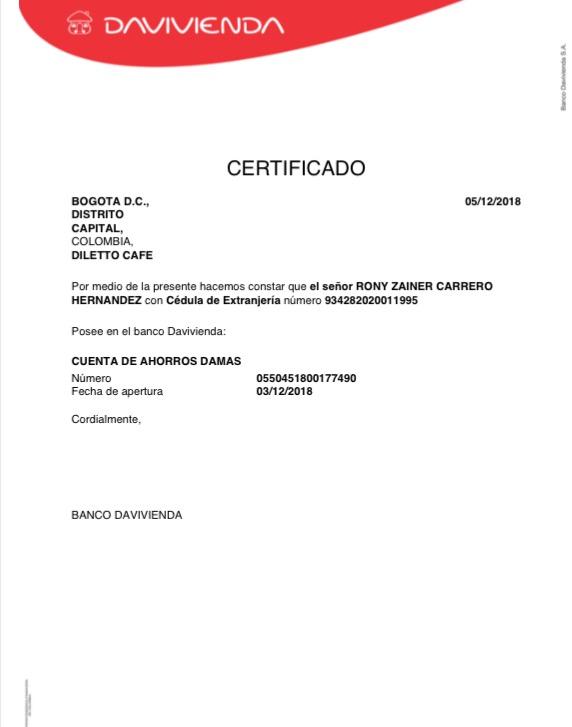 DAVIVIENDA
Banco Davivienda S.A.
CERTIFICADO
BOGOTA D.C.,
05/12/2018
DISTRITO
CAPITAL,
COLOMBIA,
DILETTO CAFE
Por medio de la presente hacemos constar que el señor RONY ZAINER CARRERO
HERNANDEZ con Cédula de Extranjería número 934282020011995
Posee en el banco Davivienda:
CUENTA DE AHORROS DAMAS
Número 0550451800177490
Fecha de apertura 03/12/2018
Cordialmente,
BANCO DAVIVIENDA